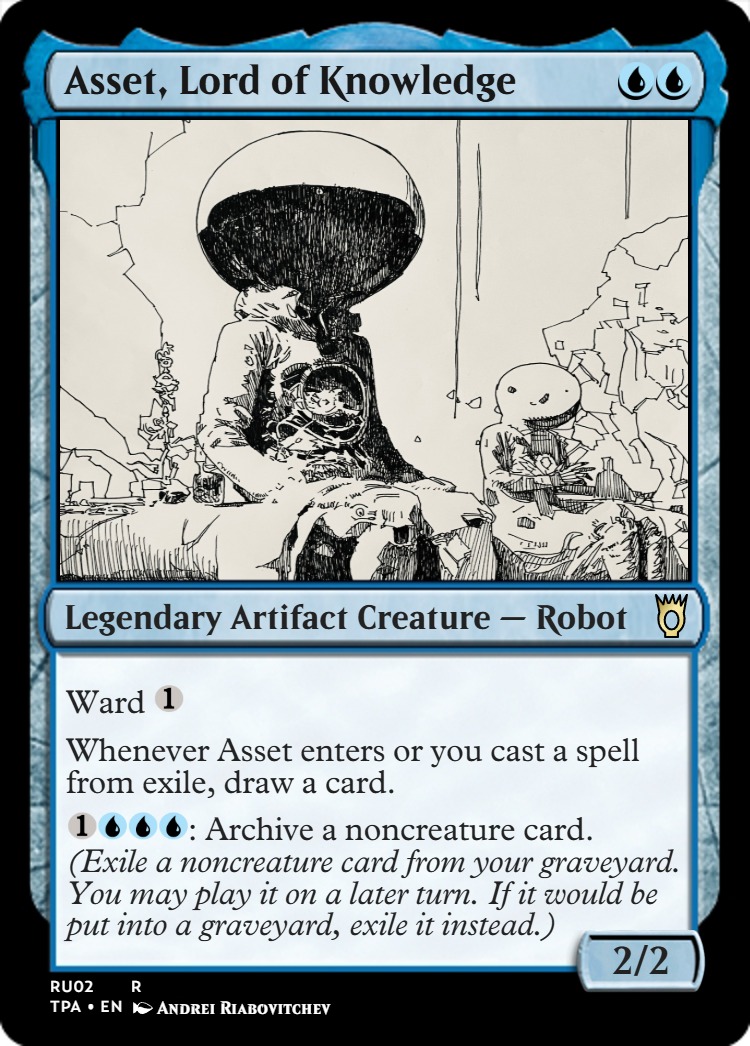 Asset, Lord of Knowledge
Legendary Artifact Creature — Robot
Ward 1
Whenever Asset enters or you cast a spell
from exile, draw a card.
1: Archive a noncreature card.
(Exile a noncreature card from your graveyard.
You may play it on a later turn. If it would be
put into a graveyard, exile it instead.)
2/2
RU02 R
TPA • EN Andrei Riabovitchev